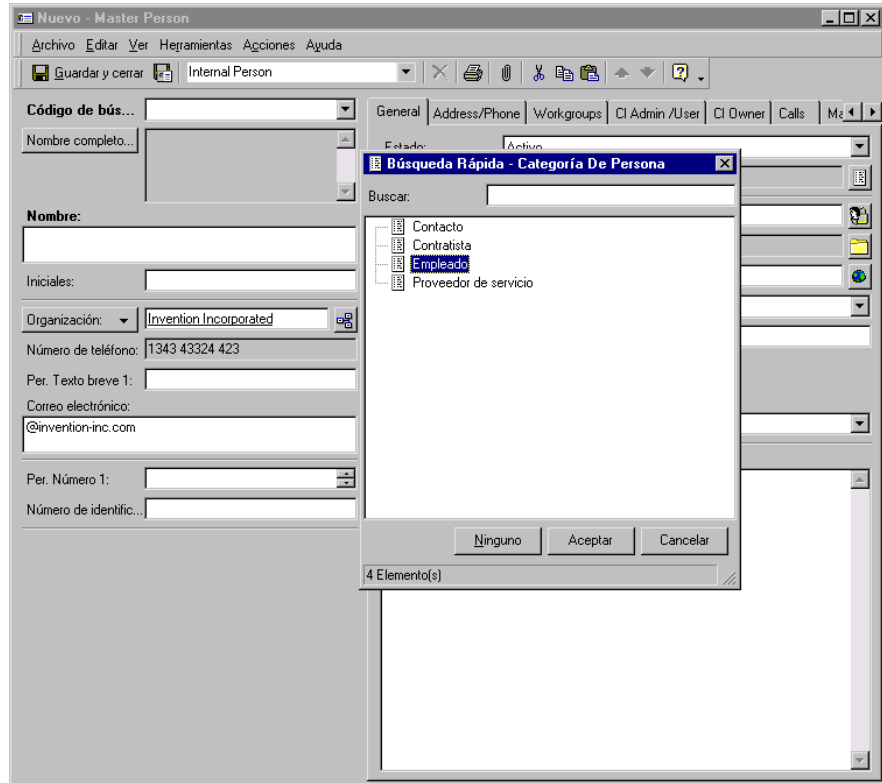 Nuevo - Master Person
Archivo Editar Ver Herramientas Acciones Ayuda
Guardar y cerrar Internal Person
Código de bús...
Nombre completo...
Nombre:
Iniciales:
Organización: Invention Incorporated
Número de teléfono: 1343 43324 423
Per. Texto breve 1:
Correo electrónico:
@invention-inc.com
Per. Número 1:
Número de identific...
General Address/Phone Workgroups CI Admin /User CI Owner Calls Ma
Estado: Activo
Búsqueda Rápida - Categoría De Persona
Buscar:
Contacto
Contratista
Empleado
Proveedor de servicio
Ninguno Aceptar Cancelar
4 Elemento(s)